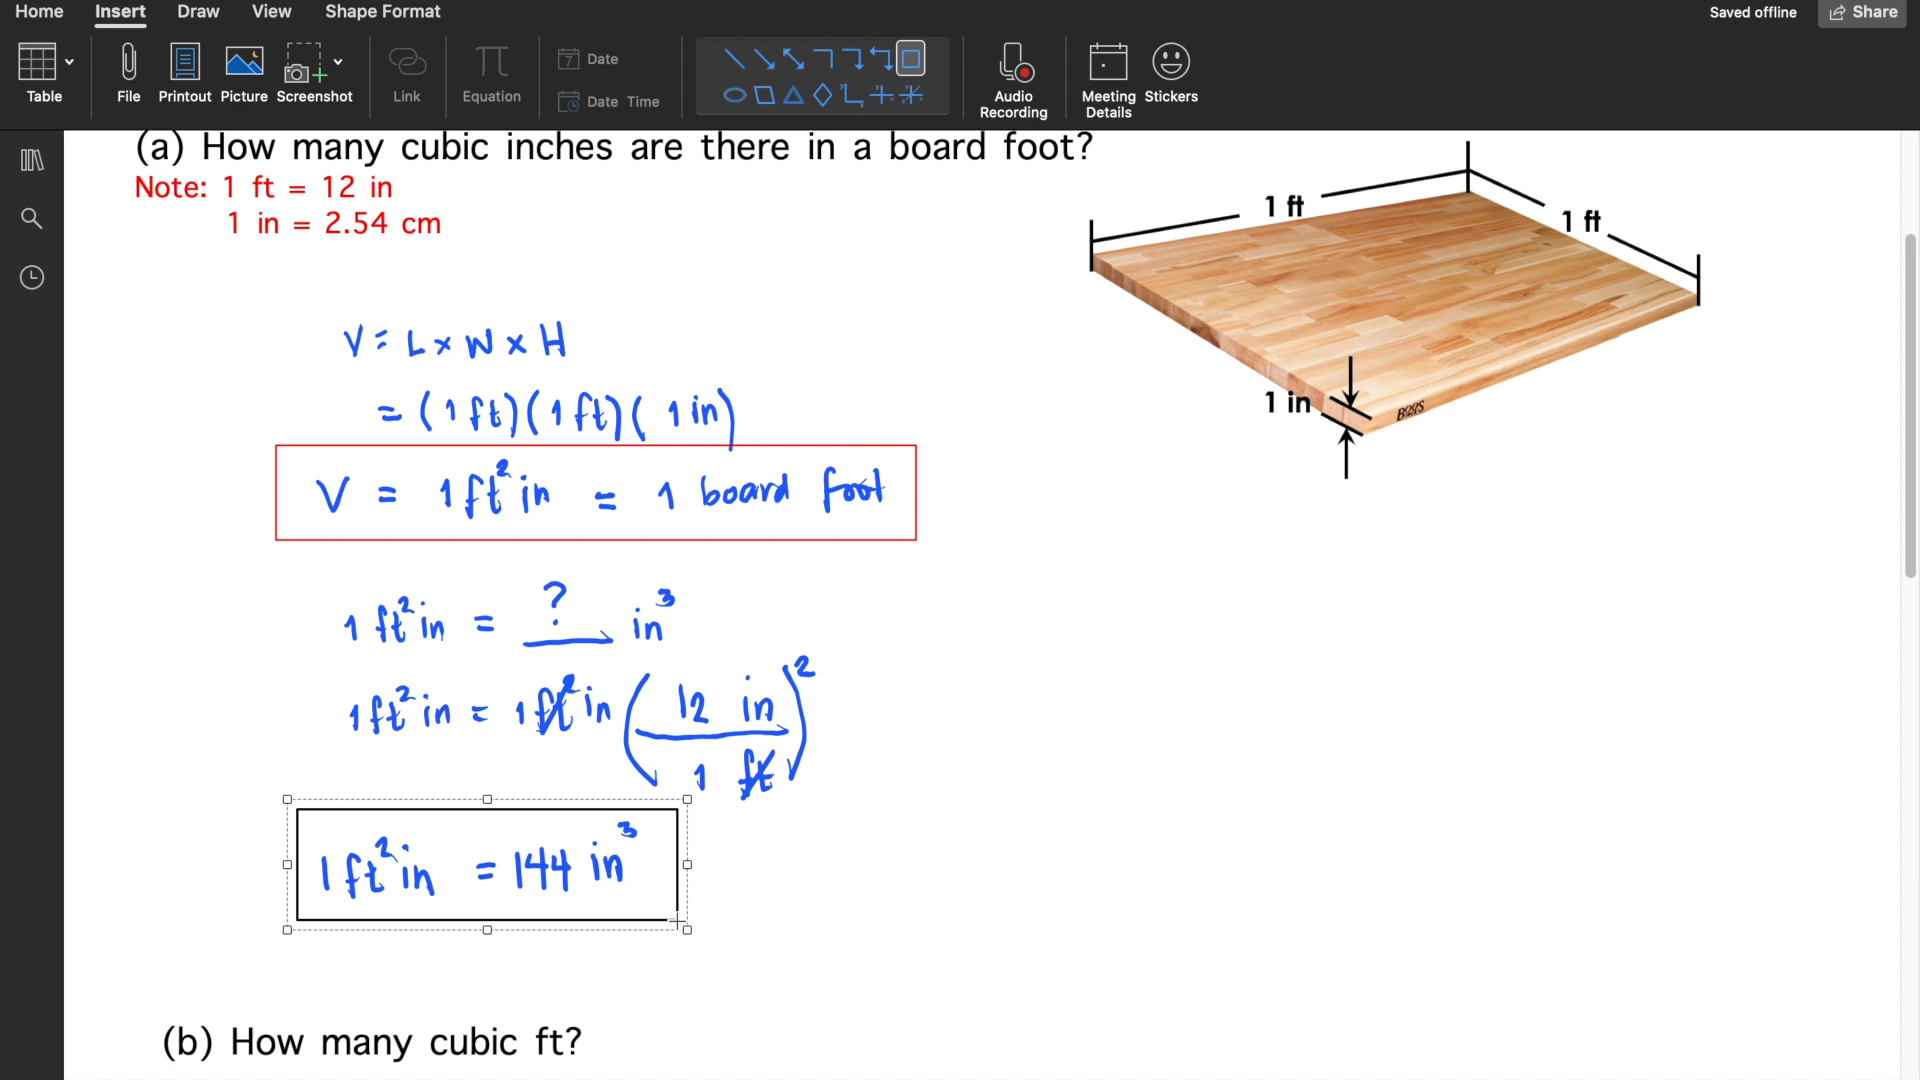 Home Insert Draw View Shape Format Saved offline Share
Table File Printout Picture Screenshot Link Equation Date Date Time Audio Recording Meeting Details Stickers
(a) How many cubic inches are there in a board foot?
Note: 1 ft = 12 in
1 in = 2.54 cm
1 ft
1 ft
1 in
V = L x W x H
= (1 ft)(1 ft)(1 in)
V = 1 ft² in = 1 board foot
1 ft² in = ? in³
1 ft² in = 1 ft² in (12 in / 1 ft)²
1 ft² in = 144 in³
(b) How many cubic ft?